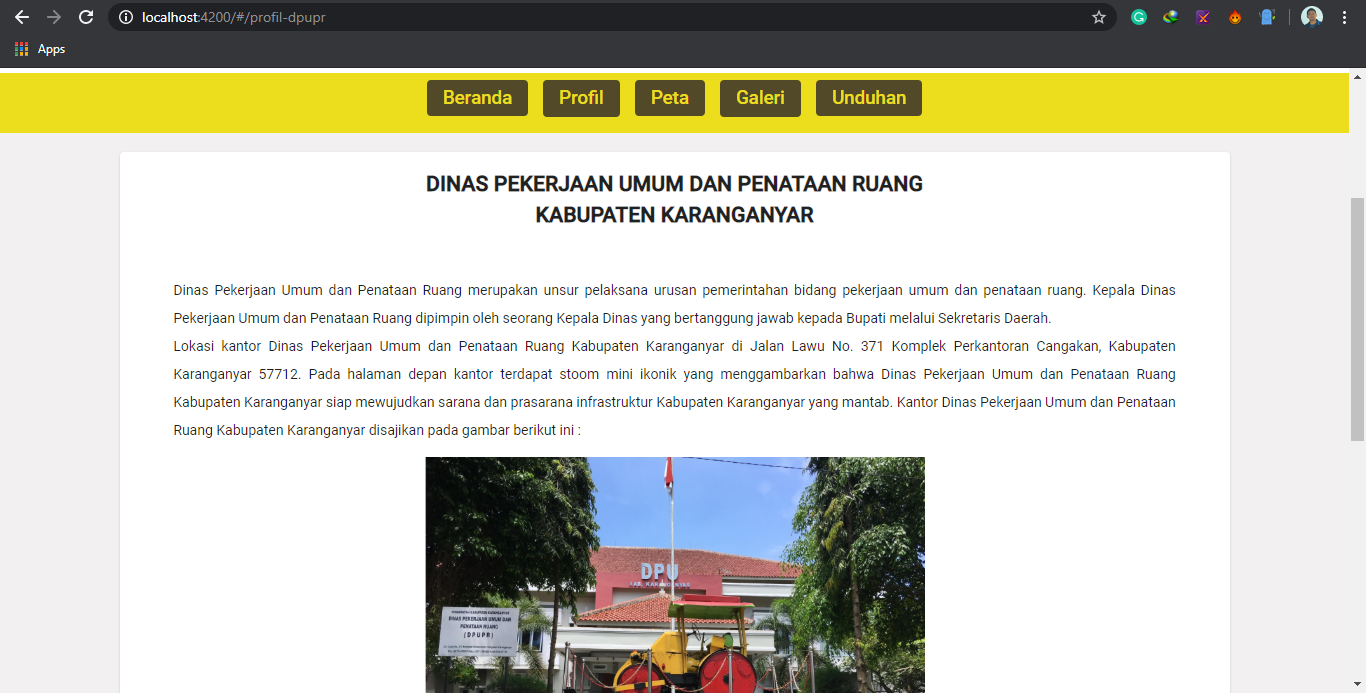 localhost:4200/#/profil-dpupr
Apps
Beranda Profil Peta Galeri Unduhan
DINAS PEKERJAAN UMUM DAN PENATAAN RUANG
KABUPATEN KARANGANYAR
Dinas Pekerjaan Umum dan Penataan Ruang merupakan unsur pelaksana urusan pemerintahan bidang pekerjaan umum dan penataan ruang. Kepala Dinas
Pekerjaan Umum dan Penataan Ruang dipimpin oleh seorang Kepala Dinas yang bertanggung jawab kepada Bupati melalui Sekretaris Daerah.
Lokasi kantor Dinas Pekerjaan Umum dan Penataan Ruang Kabupaten Karanganyar di Jalan Lawu No. 371 Komplek Perkantoran Cangakan, Kabupaten
Karanganyar 57712. Pada halaman depan kantor terdapat stoom mini ikonik yang menggambarkan bahwa Dinas Pekerjaan Umum dan Penataan Ruang
Kabupaten Karanganyar siap mewujudkan sarana dan prasarana infrastruktur Kabupaten Karanganyar yang mantab. Kantor Dinas Pekerjaan Umum dan Penataan
Ruang Kabupaten Karanganyar disajikan pada gambar berikut ini :
DPU
KAB. KARANGANYAR
PEMERINTAH KABUPATEN KARANGANYAR
DINAS PEKERJAAN UMUM DAN
PENATAAN RUANG
(DPUPR)